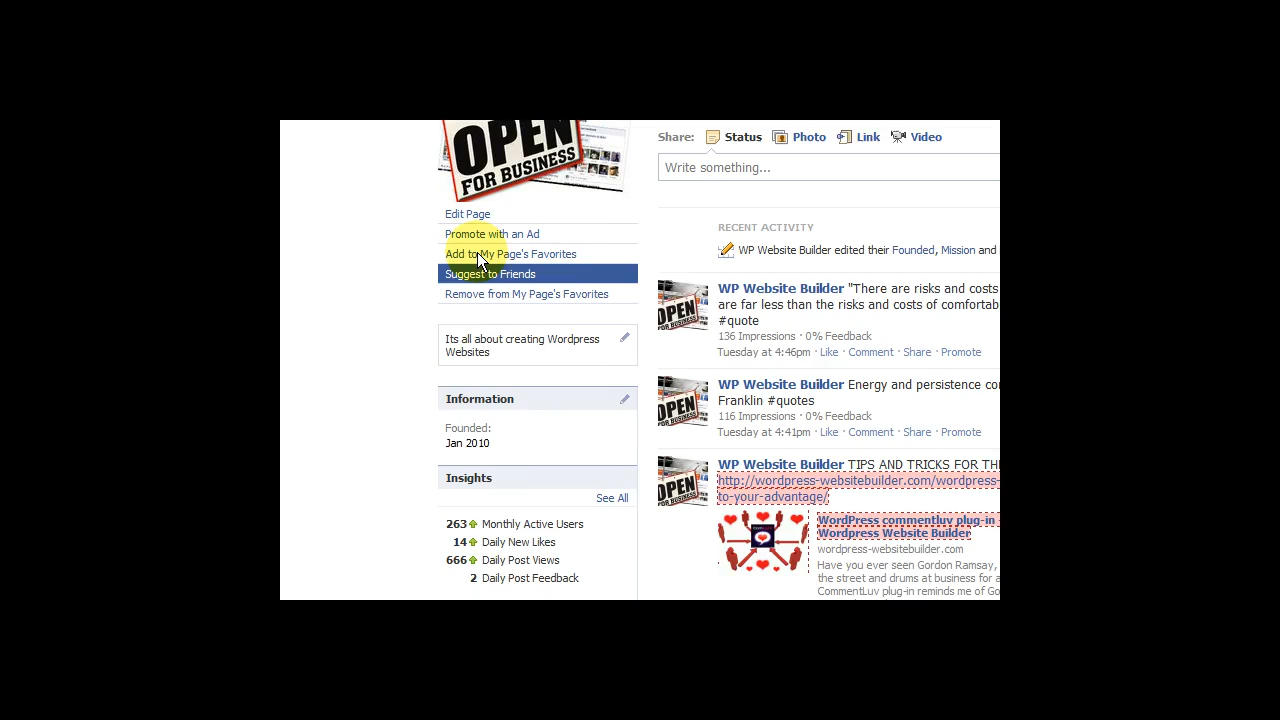 OPEN
FOR BUSINESS
Edit Page
Promote with an Ad
Add to My Page's Favorites
Suggest to Friends
Remove from My Page's Favorites
Its all about creating Wordpress
Websites
Information
Founded:
Jan 2010
Insights
See All
263 Monthly Active Users
14 Daily New Likes
666 Daily Post Views
2 Daily Post Feedback
Share: Status Photo Link Video
Write something...
RECENT ACTIVITY
WP Website Builder edited their Founded, Mission and
WP Website Builder "There are risks and costs
are far less than the risks and costs of comfortab
#quote
136 Impressions · 0% Feedback
Tuesday at 4:46pm · Like · Comment · Share · Promote
WP Website Builder Energy and persistence co
Franklin #quotes
116 Impressions · 0% Feedback
Tuesday at 4:41pm · Like · Comment · Share · Promote
WP Website Builder TIPS AND TRICKS FOR TH
http://wordpress-websitebuilder.com/wordpress-
to-your-advantage/
WordPress commentluv plug-in
Wordpress Website Builder
wordpress-websitebuilder.com
Have you ever seen Gordon Ramsay,
the street and drums at business for a
CommentLuv plug-in reminds me of Go